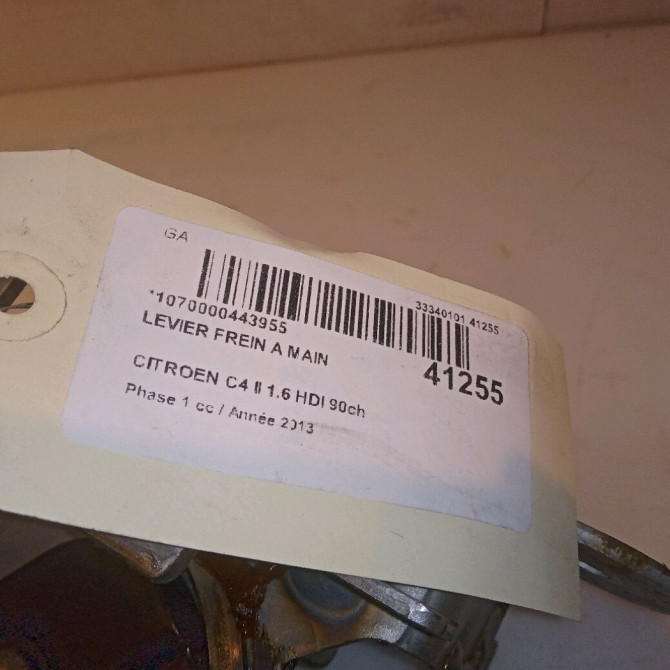 GA
33340101 41255
*1070000443955
LEVIER FREIN A MAIN
41255
CITROEN C4 II 1.6 HDI 90ch
Phase 1 cc / Année 2013